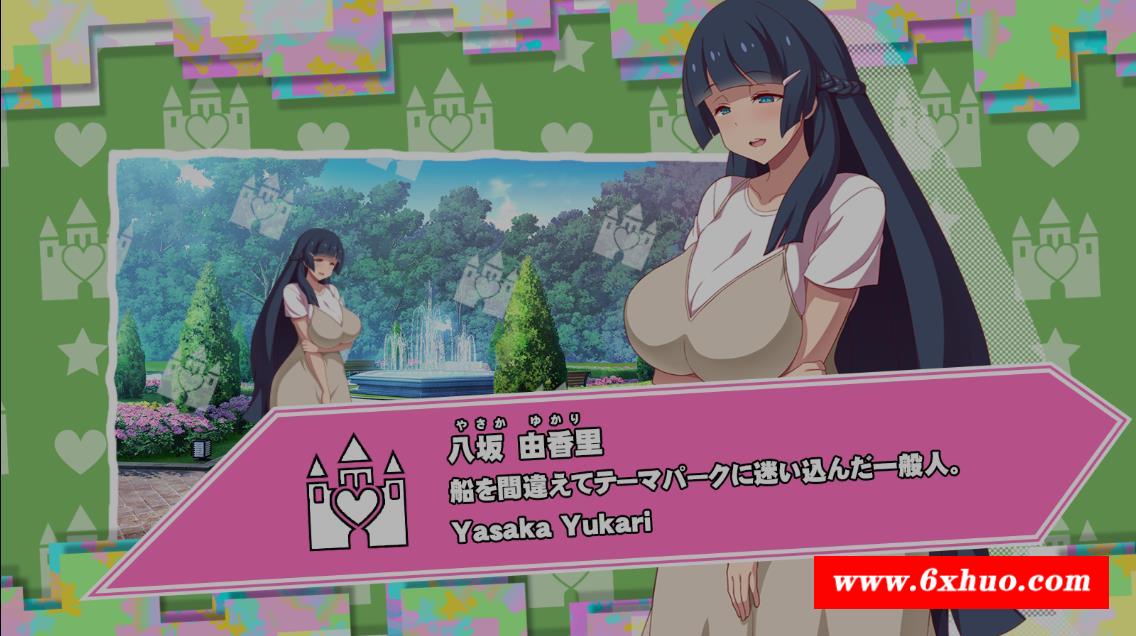 やさか ゆかり
八坂 由香里
船を間違えてテーマパークに迷い込んだ一般人。
Yasaka Yukari
www.6xhuo.com